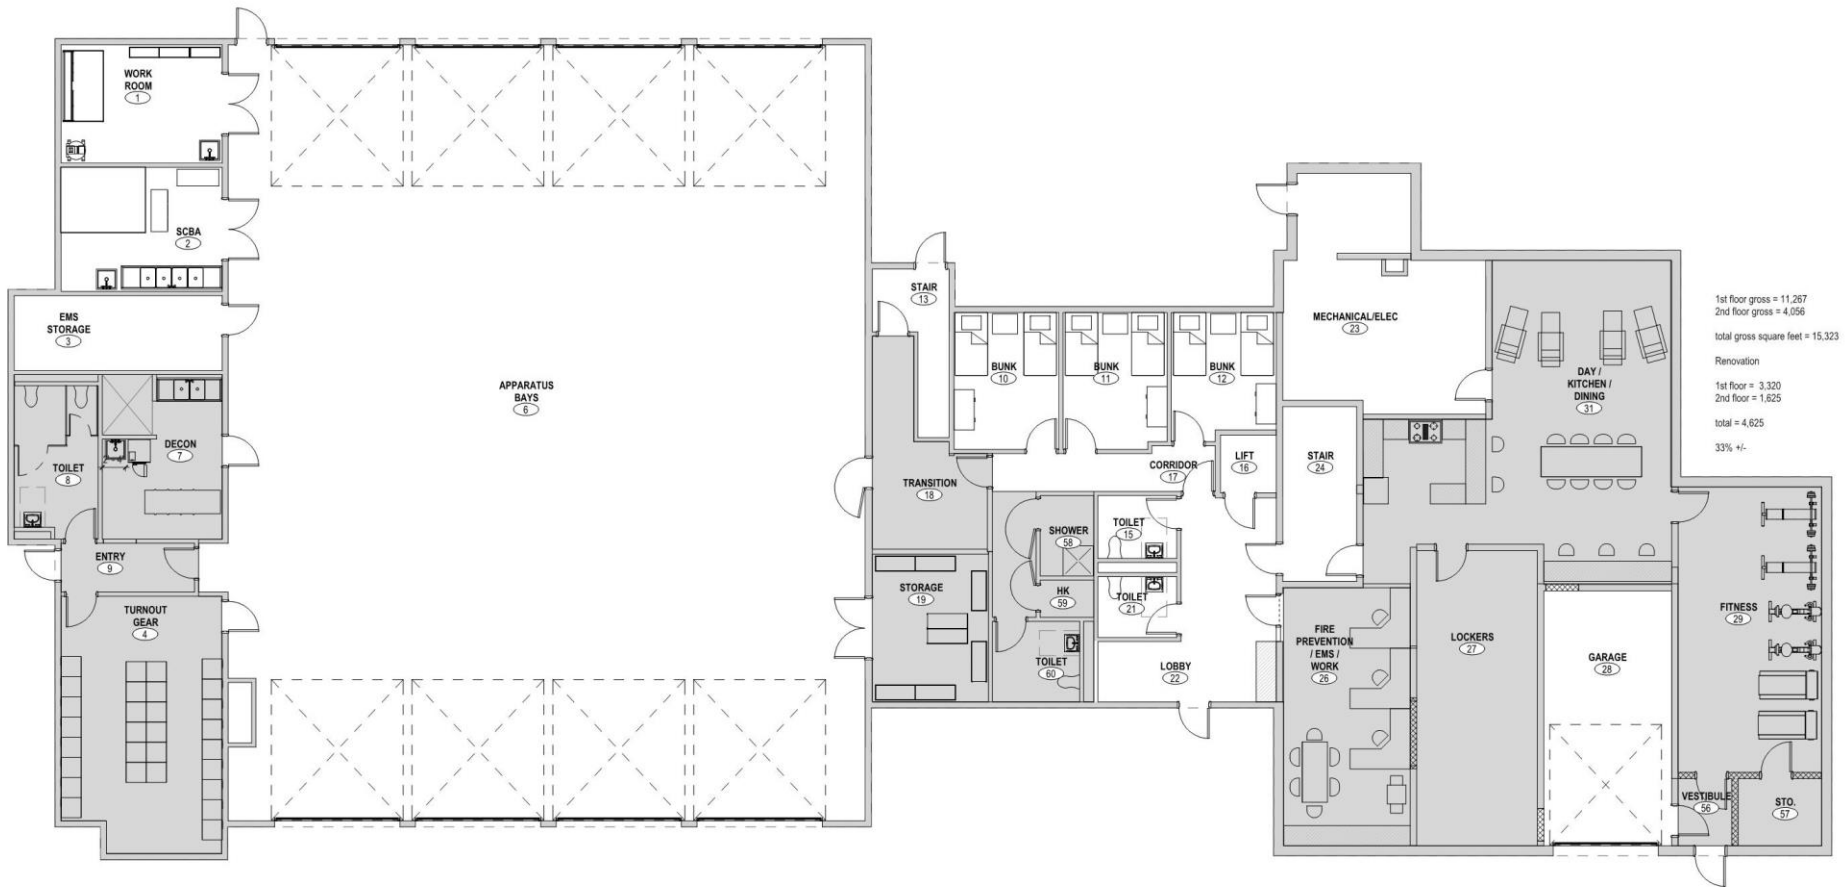 WORK
ROOM
1
SCBA
2
EMS
STORAGE
3
TOILET
8
DECON
7
ENTRY
9
TURNOUT
GEAR
4
APPARATUS
BAYS
6
STAIR
13
BUNK
10
BUNK
11
BUNK
12
TRANSITION
18
CORRIDOR
17
LIFT
16
STAIR
24
STORAGE
19
SHOWER
58
HK
59
TOILET
60
TOILET
15
TOILET
21
LOBBY
22
MECHANICAL/ELEC
23
DAY /
KITCHEN /
DINING
31
FIRE
PREVENTION
/ EMS /
WORK
26
LOCKERS
27
GARAGE
28
FITNESS
29
VESTIBULE
56
STO.
57
1st floor gross = 11,267
2nd floor gross = 4,056
total gross square feet = 15,323
Renovation
1st floor = 3,320
2nd floor = 1,625
total = 4,625
33% +/-